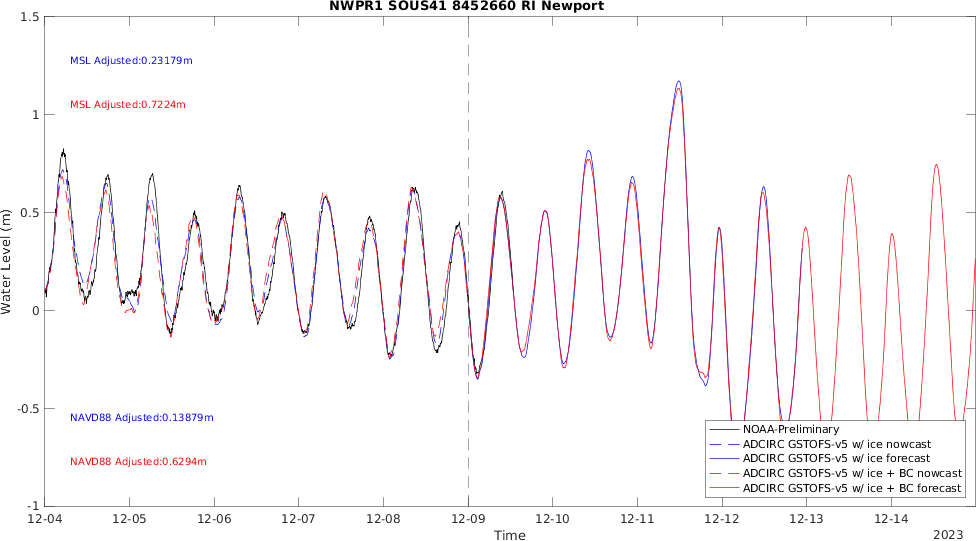 NWPR1 SOUS41 8452660 RI Newport
1.5
1
0.5
0
-0.5
-1
Water Level (m)
MSL Adjusted:0.23179m
MSL Adjusted:0.7224m
NAVD88 Adjusted:0.13879m
NAVD88 Adjusted:0.6294m
NOAA-Preliminary
ADCIRC GSTOFS-v5 w/ ice nowcast
ADCIRC GSTOFS-v5 w/ ice forecast
ADCIRC GSTOFS-v5 w/ ice + BC nowcast
ADCIRC GSTOFS-v5 w/ ice + BC forecast
12-04 12-05 12-06 12-07 12-08 12-09 12-10 12-11 12-12 12-13 12-14
Time
2023